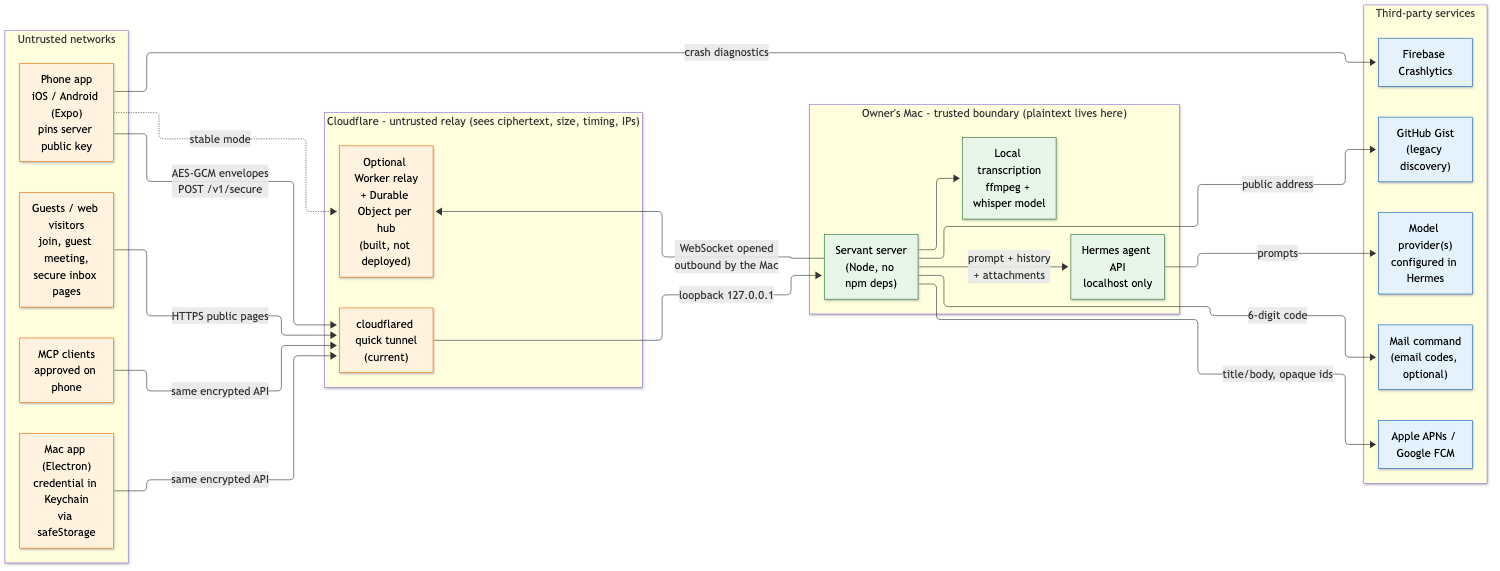 Untrusted networks
Phone app
iOS / Android
(Expo)
pins server
public key
Guests / web
visitors
join, guest
meeting,
secure inbox
pages
MCP clients
approved on
phone
Mac app
(Electron)
credential in
Keychain
via
safeStorage
crash diagnostics
stable mode
AES-GCM envelopes
POST /v1/secure
HTTPS public pages
same encrypted API
same encrypted API
Cloudflare - untrusted relay (sees ciphertext, size, timing, IPs)
Optional
Worker relay
+ Durable
Object per
hub
(built, not
deployed)
cloudflared
quick tunnel
(current)
WebSocket opened
outbound by the Mac
loopback 127.0.0.1
Owner's Mac - trusted boundary (plaintext lives here)
Local
transcription
ffmpeg +
whisper model
Servant server
(Node, no
npm deps)
prompt + history
+ attachments
Hermes agent
API
localhost only
public address
prompts
6-digit code
title/body, opaque ids
Third-party services
Firebase
Crashlytics
GitHub Gist
(legacy
discovery)
Model
provider(s)
configured in
Hermes
Mail command
(email codes,
optional)
Apple APNs /
Google FCM